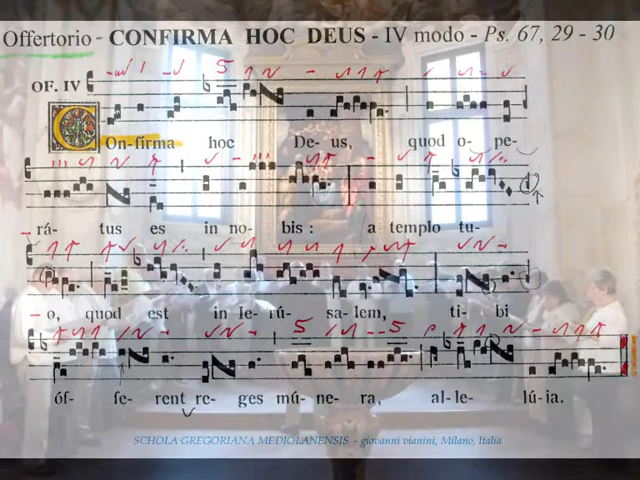 Offertorio - CONFIRMA HOC DEUS - IV modo - Ps. 67, 29 - 30
OF. IV
COn-firma hoc De- us, quod o- pe-
rá- tus es in no- bis : a templo tu-
o, quod est in Ie- rú- sa- lem, ti- bi
óf- fe- rent re- ges mú- ne- ra, al- le- lú- ia.
SCHOLA GREGORIANA MEDIOLANENSIS - giovanni vianini, Milano, Italia